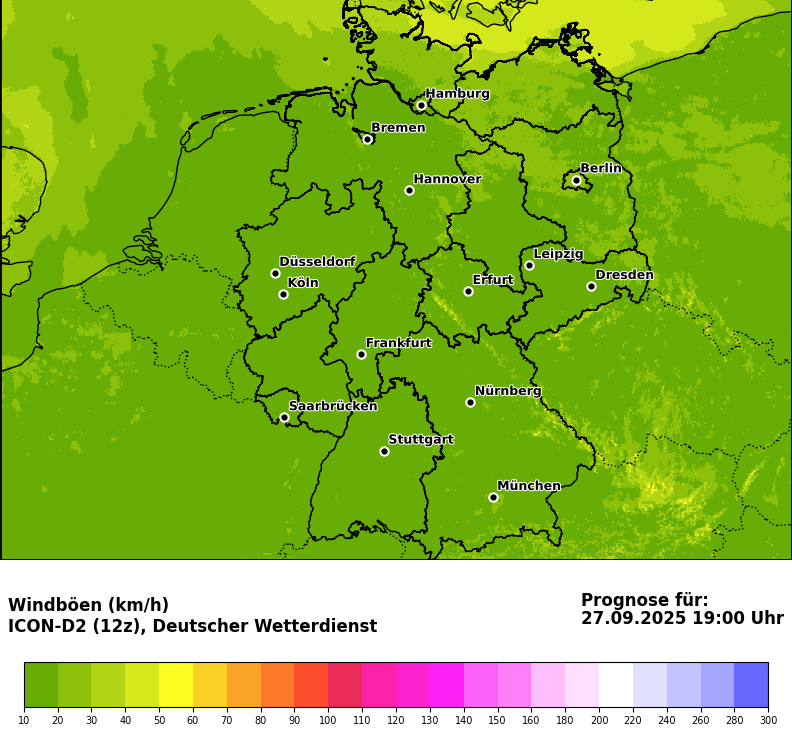 Hamburg
Bremen
Berlin
Hannover
Leipzig
Düsseldorf
Dresden
Köln
Erfurt
Frankfurt
Nürnberg
Saarbrücken
Stuttgart
München
Windböen (km/h)
ICON-D2 (12z), Deutscher Wetterdienst
Prognose für:
27.09.2025 19:00 Uhr
10 20 30 40 50 60 70 80 90 100 110 120 130 140 150 160 180 200 220 240 260 280 300